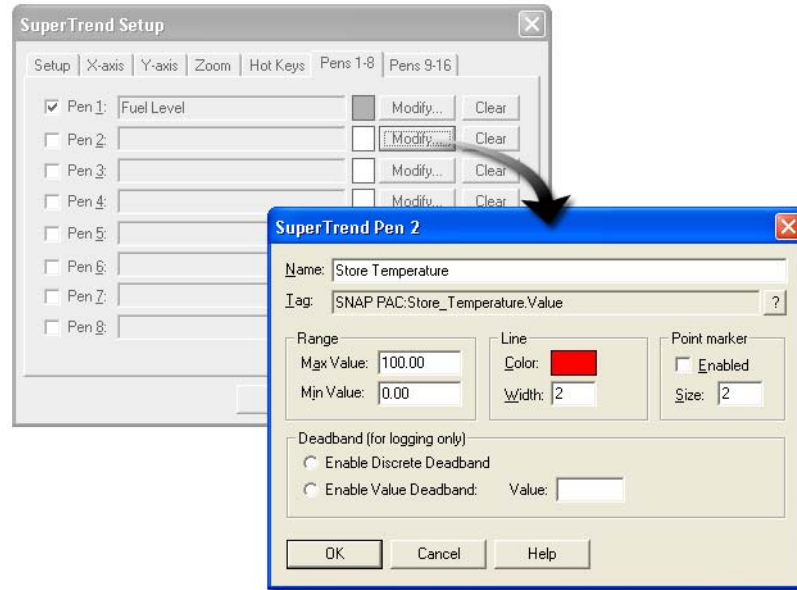 SuperTrend Setup
Setup X-axis Y-axis Zoom Hot Keys Pens 1-8 Pens 9-16
Pen 1: Fuel Level Modify... Clear
Pen 2: Modify... Clear
Pen 3: Modify... Clear
Pen 4: Modify... Clear
Pen 5:
Pen 6:
Pen 7:
Pen 8:
SuperTrend Pen 2
Name: Store Temperature
Tag: SNAP PAC:Store_Temperature.Value ?
Range Line Point marker
Max Value: 100.00 Color: Enabled
Min Value: 0.00 Width: 2 Size: 2
Deadband (for logging only)
Enable Discrete Deadband
Enable Value Deadband: Value:
OK Cancel Help